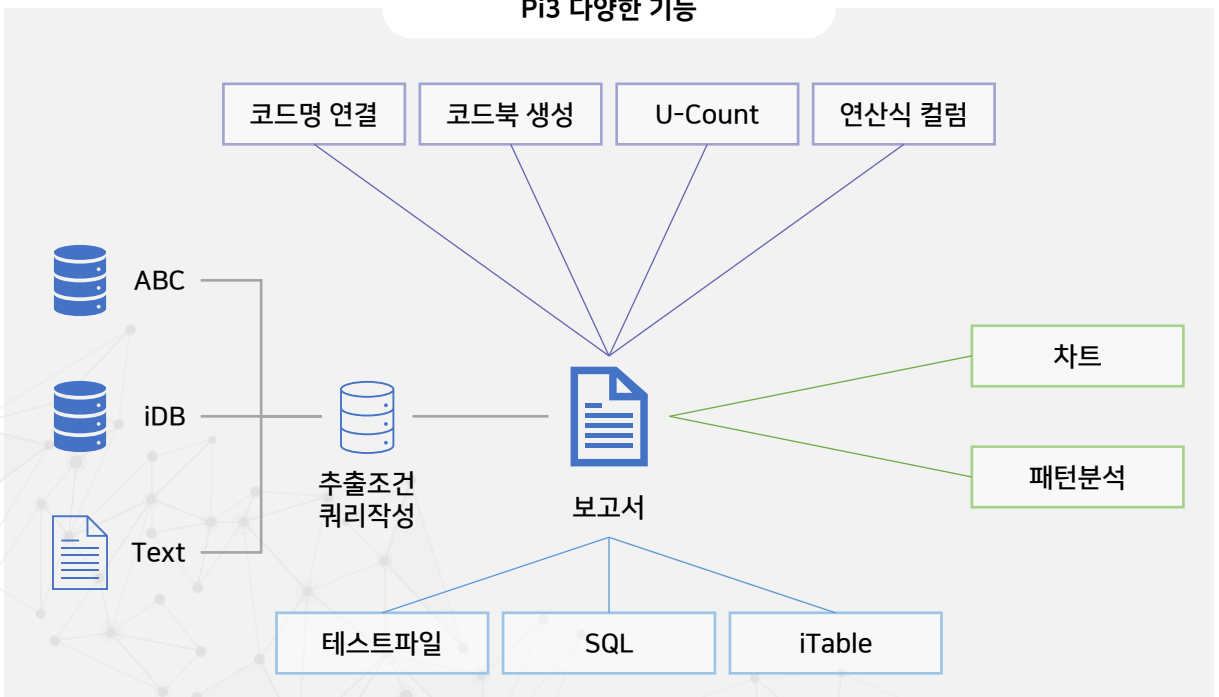 Pi3 다양한 기능
코드명 연결
코드북 생성
U-Count
연산식 컬럼
ABC
iDB
Text
추출조건
쿼리작성
보고서
차트
패턴분석
테스트파일
SQL
iTable